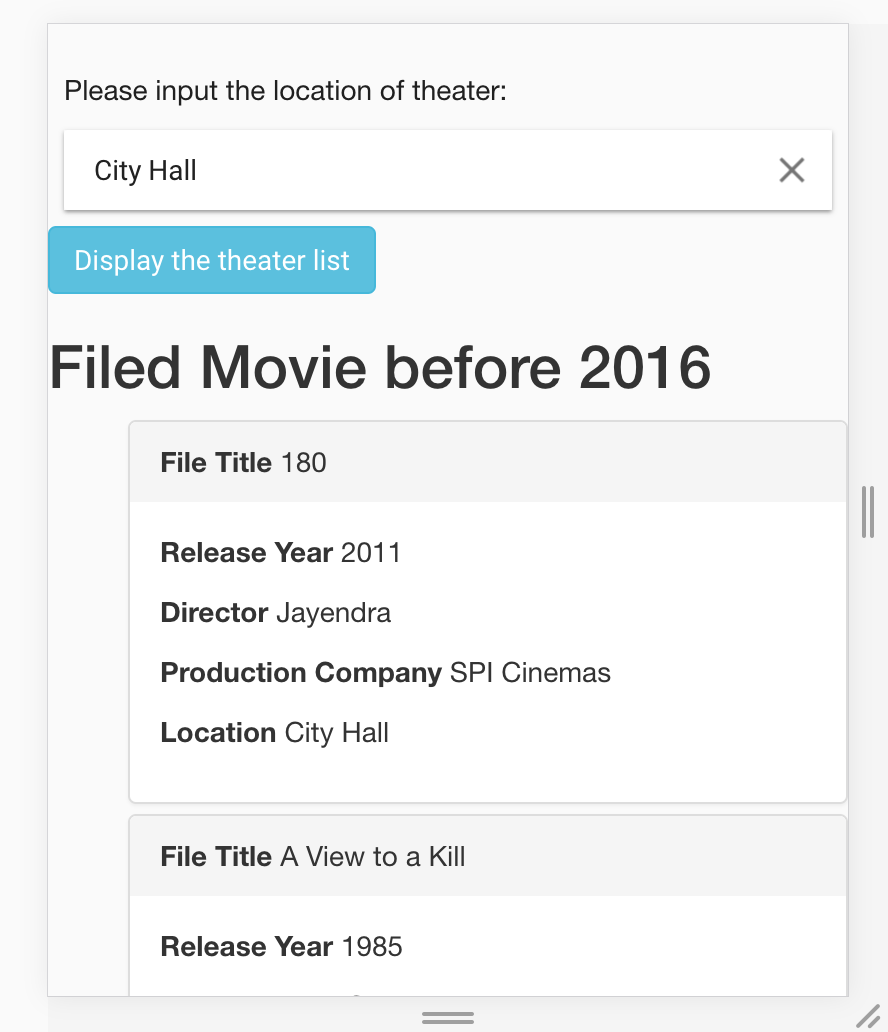 Please input the location of theater:
City Hall
Display the theater list
Filed Movie before 2016
File Title 180
Release Year 2011
Director Jayendra
Production Company SPI Cinemas
Location City Hall
File Title A View to a Kill
Release Year 1985